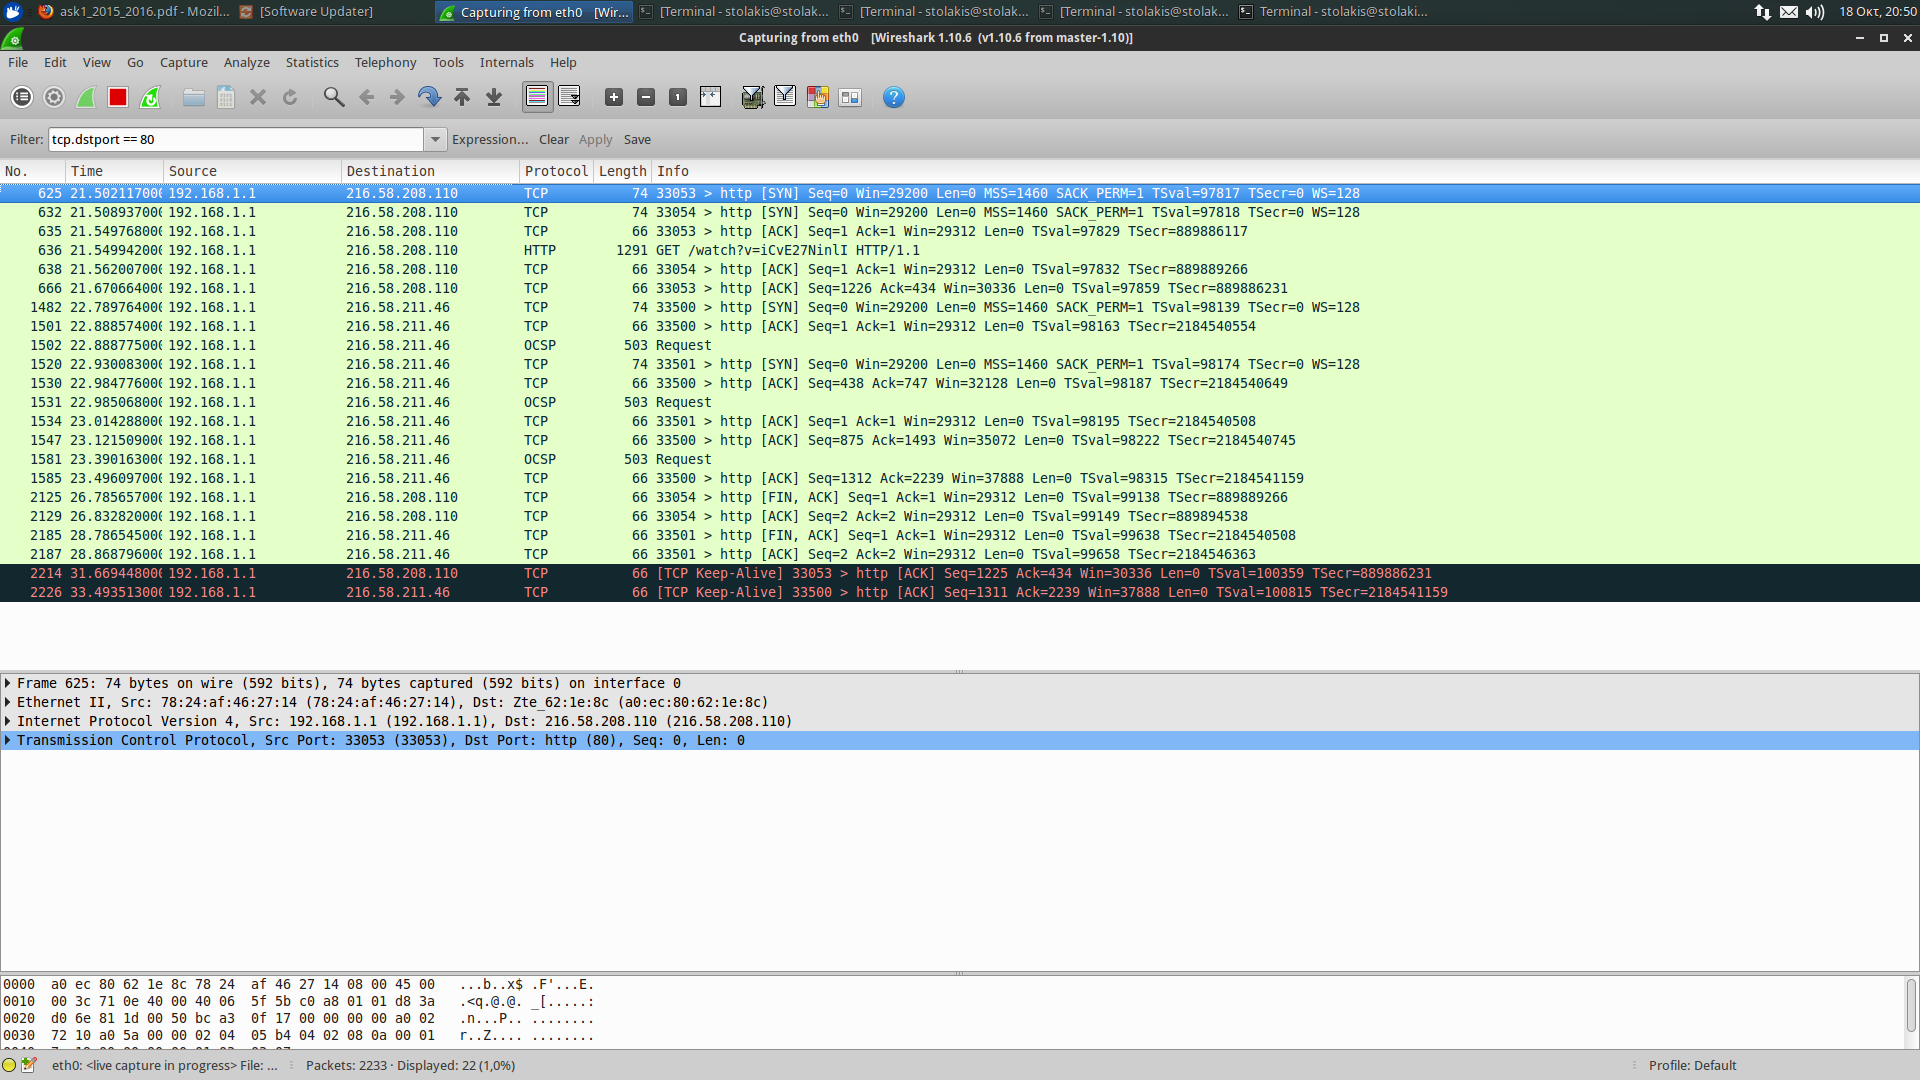 ask1_2015_2016.pdf - Mozil... [Software Updater] Capturing from eth0 [Wir... [Terminal - stolakis@stolak... [Terminal - stolakis@stolak... [Terminal - stolakis@stolak... Terminal - stolakis@stolaki... 18 Οκτ, 20:50
Capturing from eth0 [Wireshark 1.10.6 (v1.10.6 from master-1.10)]
File Edit View Go Capture Analyze Statistics Telephony Tools Internals Help
Filter: tcp.dstport == 80 Expression... Clear Apply Save
No. Time Source Destination Protocol Length Info
625 21.502117000 192.168.1.1 216.58.208.110 TCP 74 33053 > http [SYN] Seq=0 Win=29200 Len=0 MSS=1460 SACK_PERM=1 TSval=97817 TSecr=0 WS=128
632 21.508937000 192.168.1.1 216.58.208.110 TCP 74 33054 > http [SYN] Seq=0 Win=29200 Len=0 MSS=1460 SACK_PERM=1 TSval=97818 TSecr=0 WS=128
635 21.549768000 192.168.1.1 216.58.208.110 TCP 66 33053 > http [ACK] Seq=1 Ack=1 Win=29312 Len=0 TSval=97829 TSecr=889886117
636 21.549942000 192.168.1.1 216.58.208.110 HTTP 1291 GET /watch?v=iCvE27NinlI HTTP/1.1
638 21.562007000 192.168.1.1 216.58.208.110 TCP 66 33054 > http [ACK] Seq=1 Ack=1 Win=29312 Len=0 TSval=97832 TSecr=889889266
666 21.670664000 192.168.1.1 216.58.208.110 TCP 66 33053 > http [ACK] Seq=1226 Ack=434 Win=30336 Len=0 TSval=97859 TSecr=889886231
1482 22.789764000 192.168.1.1 216.58.211.46 TCP 74 33500 > http [SYN] Seq=0 Win=29200 Len=0 MSS=1460 SACK_PERM=1 TSval=98139 TSecr=0 WS=128
1501 22.888574000 192.168.1.1 216.58.211.46 TCP 66 33500 > http [ACK] Seq=1 Ack=1 Win=29312 Len=0 TSval=98163 TSecr=2184540554
1502 22.888775000 192.168.1.1 216.58.211.46 OCSP 503 Request
1520 22.930083000 192.168.1.1 216.58.211.46 TCP 74 33501 > http [SYN] Seq=0 Win=29200 Len=0 MSS=1460 SACK_PERM=1 TSval=98174 TSecr=0 WS=128
1530 22.984776000 192.168.1.1 216.58.211.46 TCP 66 33500 > http [ACK] Seq=438 Ack=747 Win=32128 Len=0 TSval=98187 TSecr=2184540649
1531 22.985068000 192.168.1.1 216.58.211.46 OCSP 503 Request
1534 23.014288000 192.168.1.1 216.58.211.46 TCP 66 33501 > http [ACK] Seq=1 Ack=1 Win=29312 Len=0 TSval=98195 TSecr=2184540508
1547 23.121509000 192.168.1.1 216.58.211.46 TCP 66 33500 > http [ACK] Seq=875 Ack=1493 Win=35072 Len=0 TSval=98222 TSecr=2184540745
1581 23.390163000 192.168.1.1 216.58.211.46 OCSP 503 Request
1585 23.496097000 192.168.1.1 216.58.211.46 TCP 66 33500 > http [ACK] Seq=1312 Ack=2239 Win=37888 Len=0 TSval=98315 TSecr=2184541159
2125 26.785657000 192.168.1.1 216.58.208.110 TCP 66 33054 > http [FIN, ACK] Seq=1 Ack=1 Win=29312 Len=0 TSval=99138 TSecr=889889266
2129 26.832820000 192.168.1.1 216.58.208.110 TCP 66 33054 > http [ACK] Seq=2 Ack=2 Win=29312 Len=0 TSval=99149 TSecr=889894538
2185 28.786545000 192.168.1.1 216.58.211.46 TCP 66 33501 > http [FIN, ACK] Seq=1 Ack=1 Win=29312 Len=0 TSval=99638 TSecr=2184540508
2187 28.868796000 192.168.1.1 216.58.211.46 TCP 66 33501 > http [ACK] Seq=2 Ack=2 Win=29312 Len=0 TSval=99658 TSecr=2184546363
2214 31.669448000 192.168.1.1 216.58.208.110 TCP 66 [TCP Keep-Alive] 33053 > http [ACK] Seq=1225 Ack=434 Win=30336 Len=0 TSval=100359 TSecr=889886231
2226 33.493513000 192.168.1.1 216.58.211.46 TCP 66 [TCP Keep-Alive] 33500 > http [ACK] Seq=1311 Ack=2239 Win=37888 Len=0 TSval=100815 TSecr=2184541159
Frame 625: 74 bytes on wire (592 bits), 74 bytes captured (592 bits) on interface 0
Ethernet II, Src: 78:24:af:46:27:14 (78:24:af:46:27:14), Dst: Zte_62:1e:8c (a0:ec:80:62:1e:8c)
Internet Protocol Version 4, Src: 192.168.1.1 (192.168.1.1), Dst: 216.58.208.110 (216.58.208.110)
Transmission Control Protocol, Src Port: 33053 (33053), Dst Port: http (80), Seq: 0, Len: 0
0000 a0 ec 80 62 1e 8c 78 24 af 46 27 14 08 00 45 00 ...b..x$ .F'...E.
0010 00 3c 71 0e 40 00 40 06 5f 5b c0 a8 01 01 d8 3a .<q.@.@. _[.....:
0020 d0 6e 81 1d 00 50 bc a3 0f 17 00 00 00 00 a0 02 .n...P.. ........
0030 72 10 a0 5a 00 00 02 04 05 b4 04 02 08 0a 00 01 r..Z.... ........
eth0: <live capture in progress> File: ... Packets: 2233 · Displayed: 22 (1,0%) Profile: Default